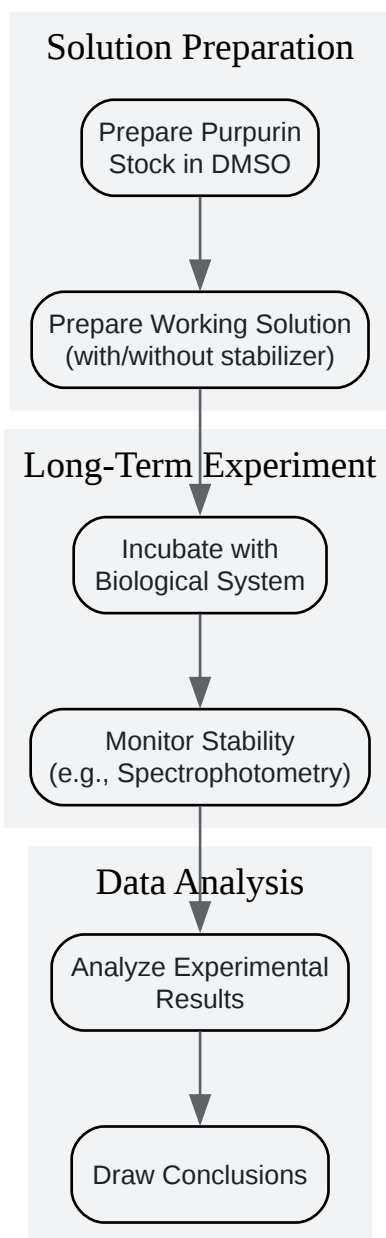 Solution Preparation
Prepare Purpurin
Stock in DMSO
Prepare Working Solution
(with/without stabilizer)
Long-Term Experiment
Incubate with
Biological System
Monitor Stability
(e.g., Spectrophotometry)
Data Analysis
Analyze Experimental
Results
Draw Conclusions